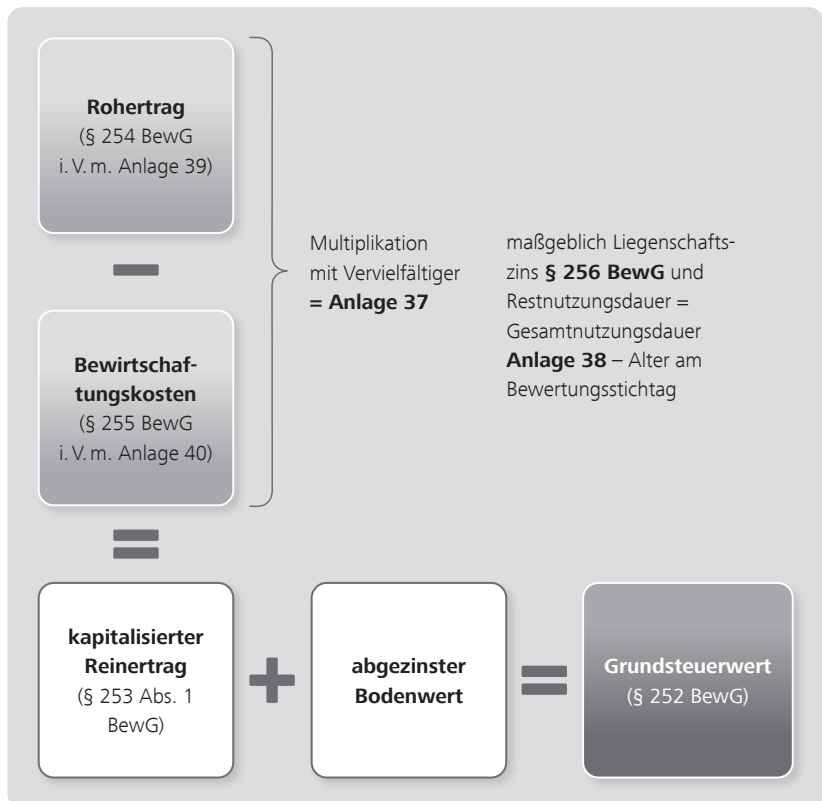 Rohertrag
(§ 254 BewG
i. V. m. Anlage 39)
Multiplikation
mit Vervielfältiger
= Anlage 37
maßgeblich Liegenschafts-
zins § 256 BewG und
Restnutzungsdauer =
Gesamtnutzungsdauer
Anlage 38 – Alter am
Bewertungsstichtag
–
Bewirtschaf-
tungskosten
(§ 255 BewG
i. V. m. Anlage 40)
=
kapitalisierter
Reinertrag
(§ 253 Abs. 1
BewG)
+
abgezinster
Bodenwert
=
Grundsteuerwert
(§ 252 BewG)